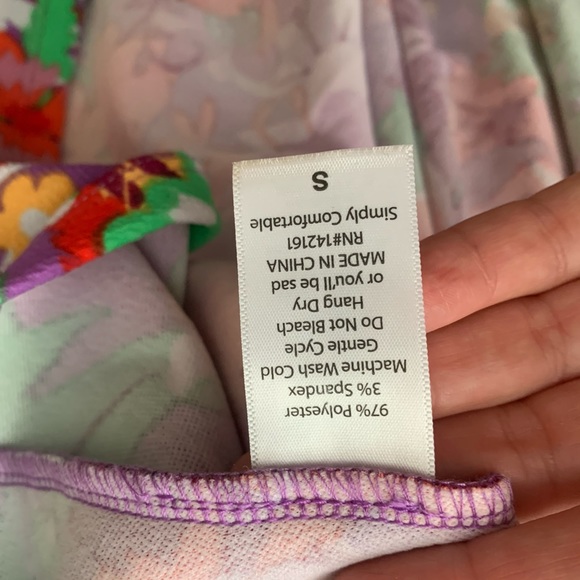 97% Polyester
3% Spandex
Machine Wash Cold
Gentle Cycle
Do Not Bleach
Hang Dry
or you'll be sad
MADE IN CHINA
RN#142161
Simply Comfortable
S